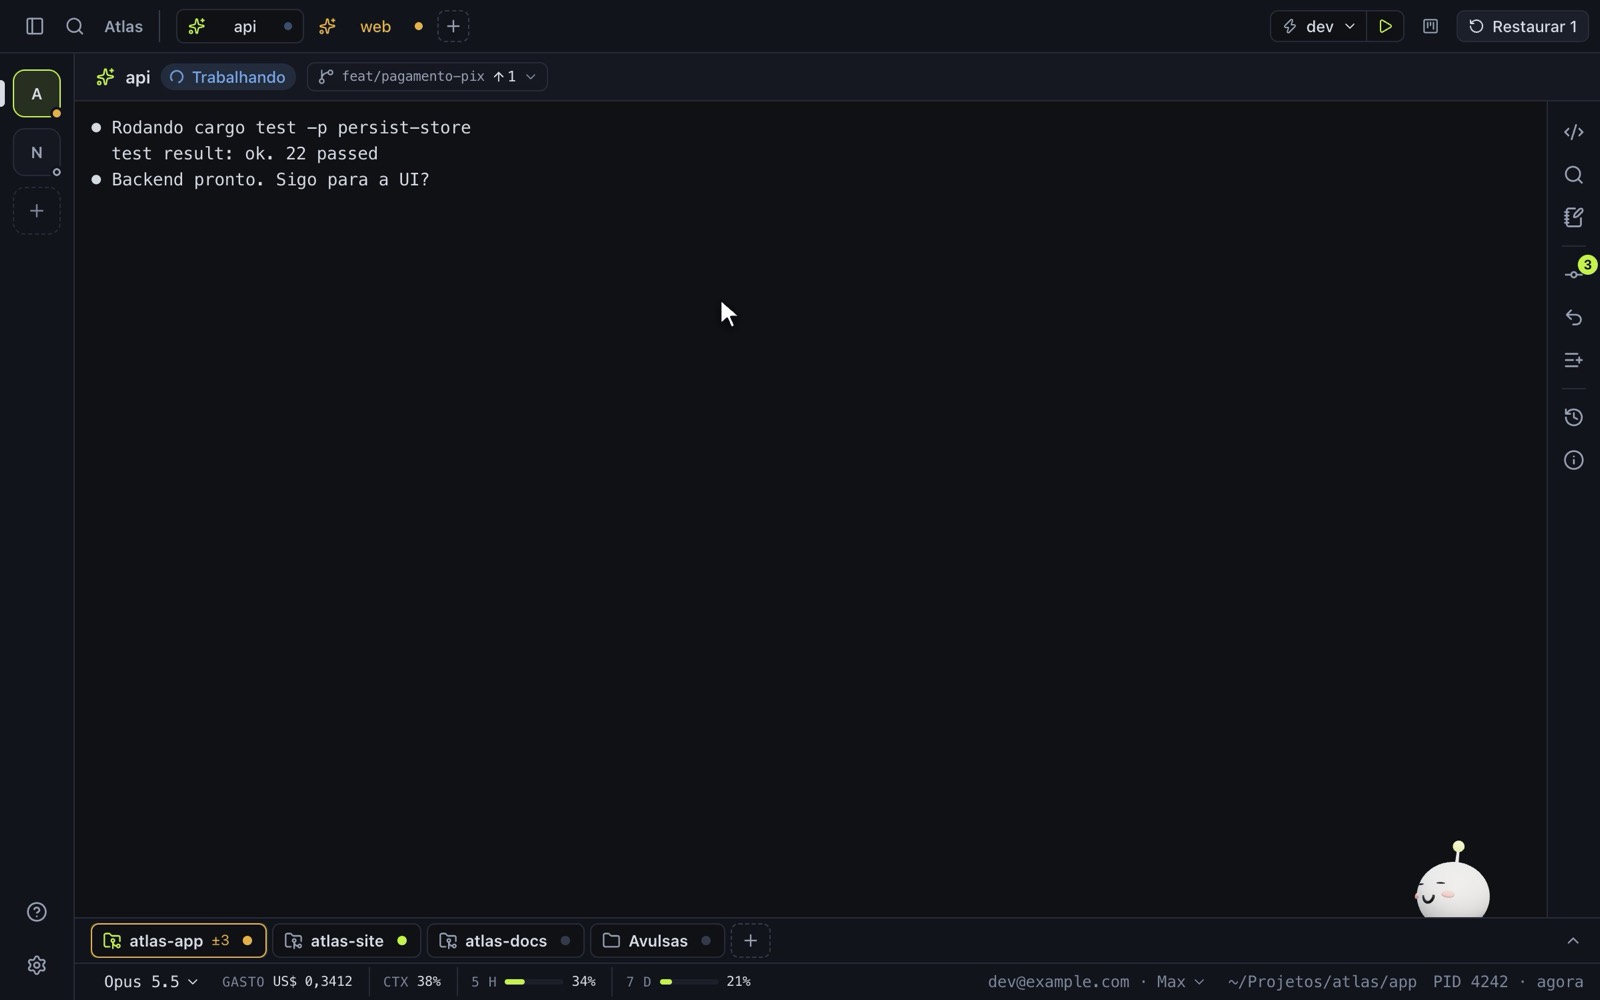 Atlas
api
web
dev
Restaurar 1
A
N
api Trabalhando feat/pagamento-pix ↑1
● Rodando cargo test -p persist-store
test result: ok. 22 passed
● Backend pronto. Sigo para a UI?
3
atlas-app ±3
atlas-site
atlas-docs
Avulsas
Opus 5.5 GASTO US$ 0,3412 CTX 38% 5 H 34% 7 D 21%
dev@example.com · Max ~/Projetos/atlas/app PID 4242 · agora